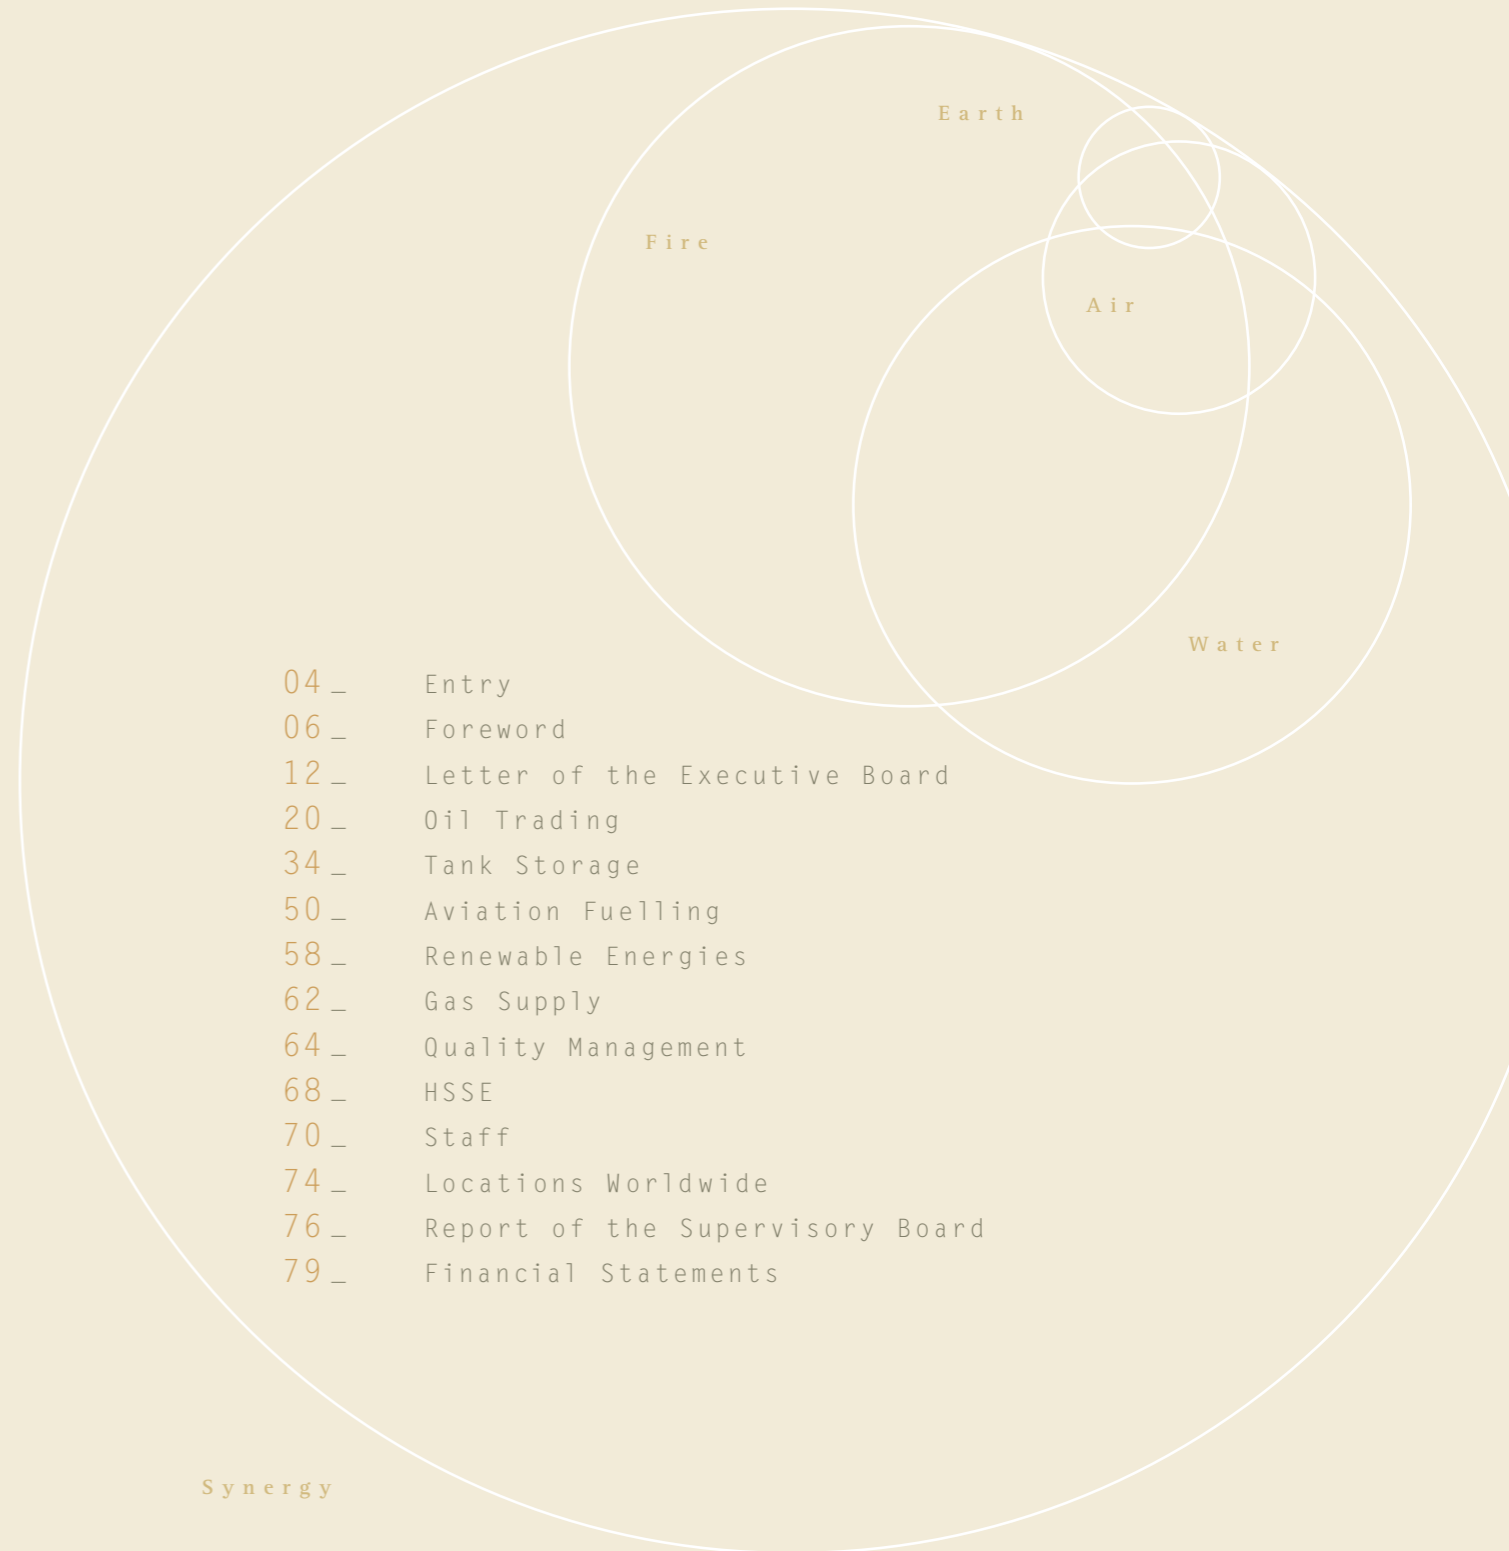 Earth
Fire
Air
Water
04_ Entry
06_ Foreword
12_ Letter of the Executive Board
20_ Oil Trading
34_ Tank Storage
50_ Aviation Fuelling
58_ Renewable Energies
62_ Gas Supply
64_ Quality Management
68_ HSSE
70_ Staff
74_ Locations Worldwide
76_ Report of the Supervisory Board
79_ Financial Statements
Synergy